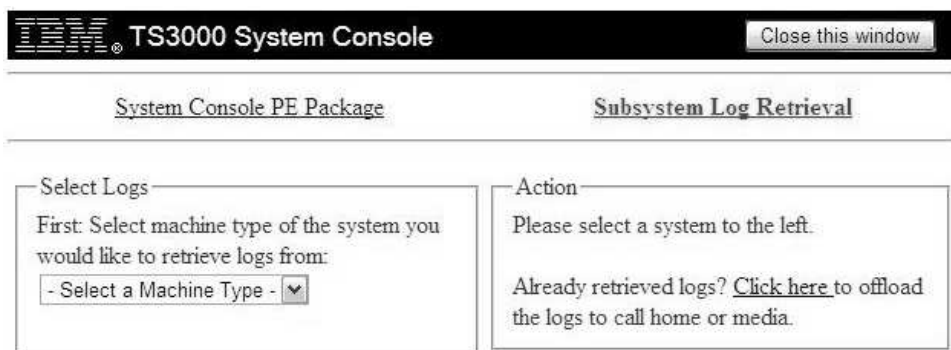 IBM® TS3000 System Console
Close this window
System Console PE Package
Subsystem Log Retrieval
Select Logs
First: Select machine type of the system you
would like to retrieve logs from:
- Select a Machine Type -
Action
Please select a system to the left.
Already retrieved logs? Click here to offload
the logs to call home or media.